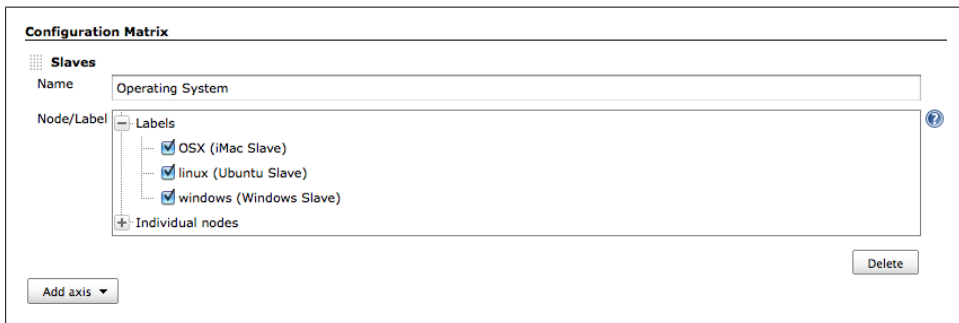 Configuration Matrix
Slaves
Name Operating System
Node/Label Labels
OSX (iMac Slave)
linux (Ubuntu Slave)
windows (Windows Slave)
Individual nodes
Delete
Add axis